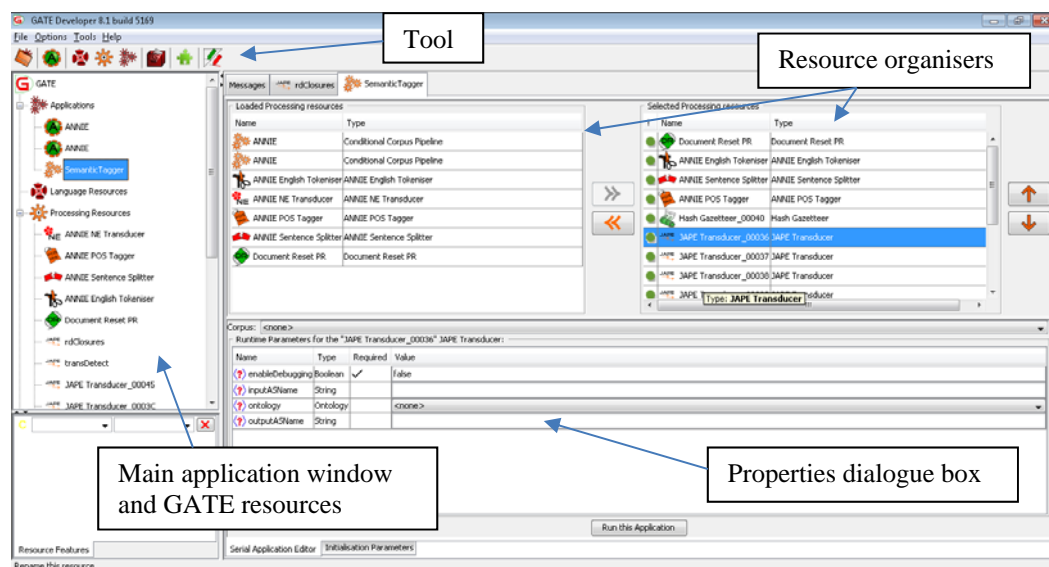 GATE Developer 8.1 build 5169
File Options Tools Help
Tool
Resource organisers
GATE
Applications
ANNIE
ANNIE
SemanticTagger
Language Resources
Processing Resources
ANNIE NE Transducer
ANNIE POS Tagger
ANNIE Sentence Splitter
ANNIE English Tokeniser
Document Reset PR
rdClosures
transDetect
JAPE Transducer_00045
JAPE Transducer_0003C
Messages rdClosures SemanticTagger
Loaded Processing resources
Name Type
ANNIE Conditional Corpus Pipeline
ANNIE Conditional Corpus Pipeline
ANNIE English Tokeniser ANNIE English Tokeniser
ANNIE NE Transducer ANNIE NE Transducer
ANNIE POS Tagger ANNIE POS Tagger
ANNIE Sentence Splitter ANNIE Sentence Splitter
Document Reset PR Document Reset PR
Selected Processing resources
! Name Type
Document Reset PR Document Reset PR
ANNIE English Tokeniser ANNIE English Tokeniser
ANNIE Sentence Splitter ANNIE Sentence Splitter
ANNIE POS Tagger ANNIE POS Tagger
Hash Gazetteer_00040 Hash Gazetteer
JAPE Transducer_00036 JAPE Transducer
JAPE Transducer_00037 JAPE Transducer
JAPE Transducer_00038 JAPE Transducer
Type: JAPE Transducer
Corpus: <none>
Runtime Parameters for the "JAPE Transducer_00036" JAPE Transducer:
Name Type Required Value
(?) enableDebugging Boolean ✓ false
(?) inputASName String
(?) ontology Ontology <none>
(?) outputASName String
Main application window
and GATE resources
Properties dialogue box
Run this Application
Resource Features
Serial Application Editor Initialisation Parameters
Rename this resource